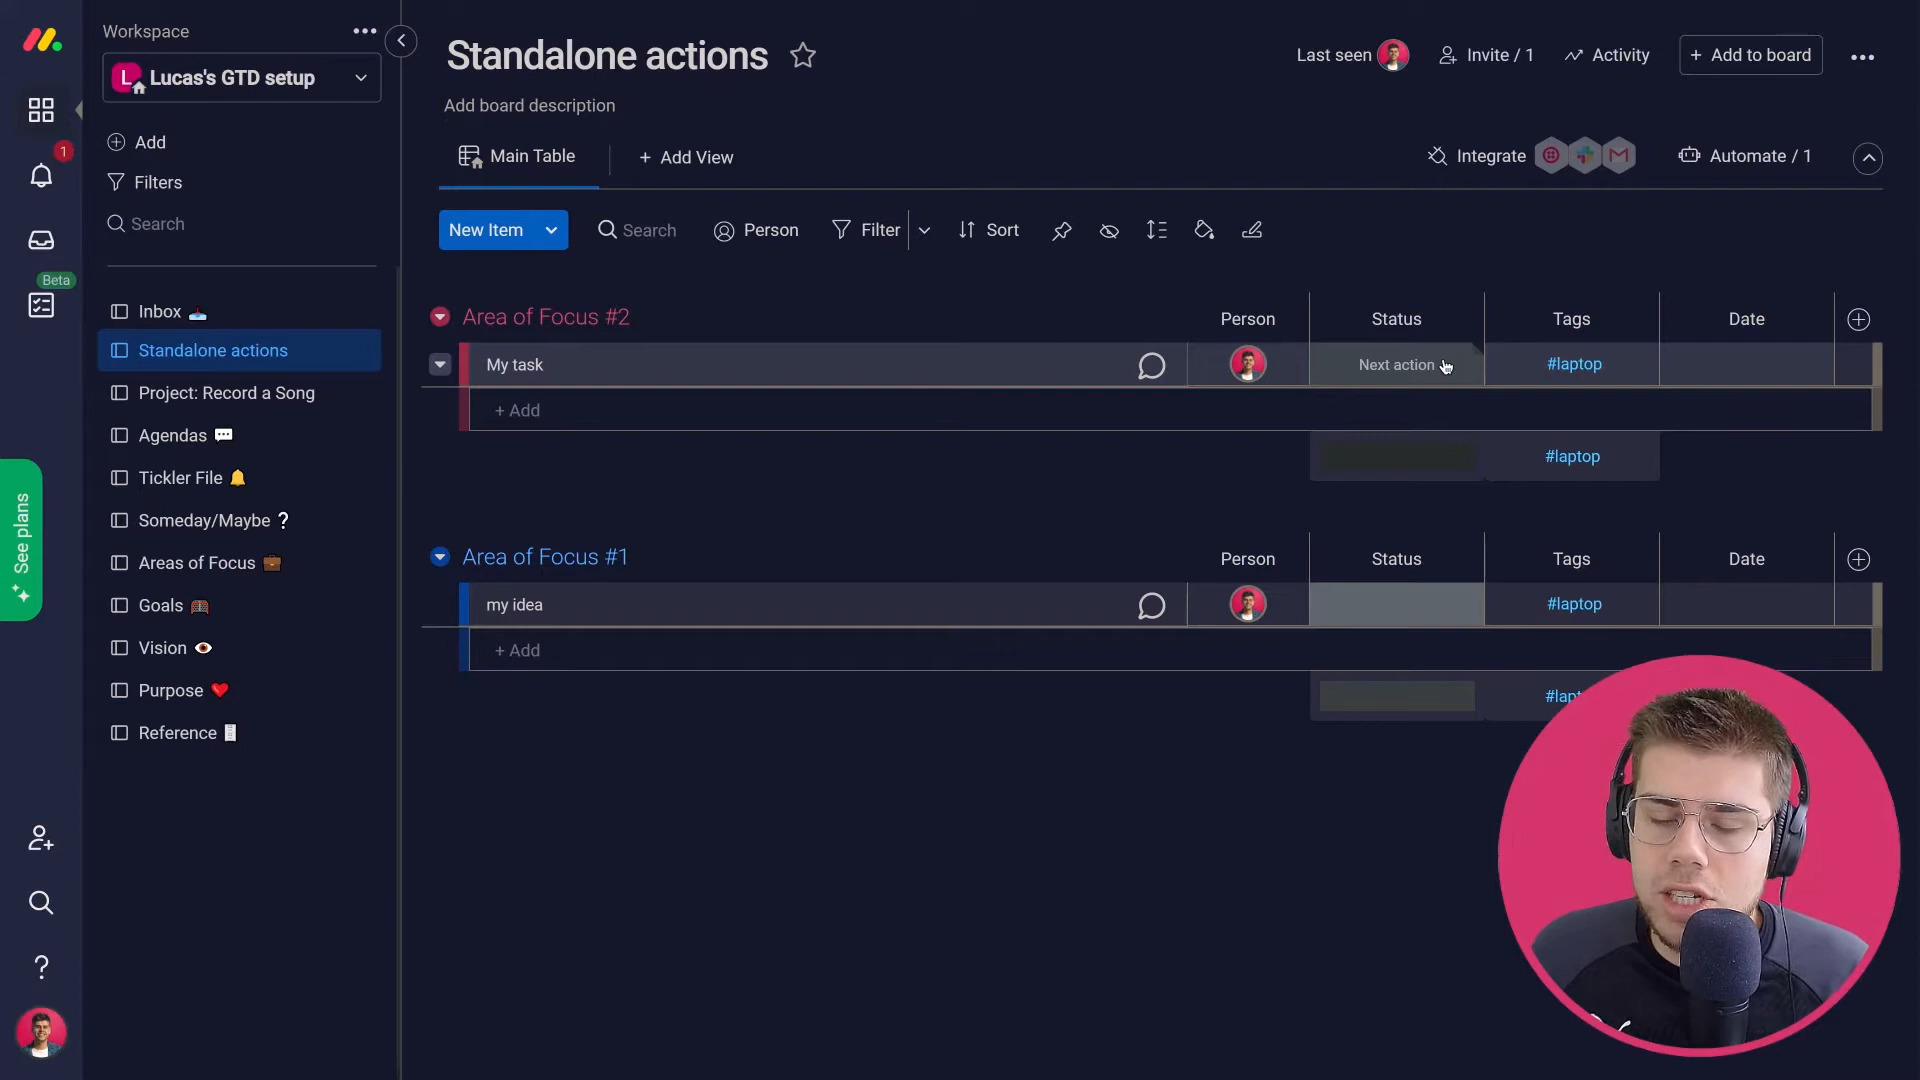 Workspace
L Lucas's GTD setup
Add
Filters
Search
1
Beta
See plans
Inbox
Standalone actions
Project: Record a Song
Agendas
Tickler File
Someday/Maybe ?
Areas of Focus
Goals
Vision
Purpose
Reference
Standalone actions
Last seen
Invite / 1
Activity
+ Add to board
Add board description
Main Table
+ Add View
Integrate
Automate / 1
New Item
Search
Person
Filter
Sort
Area of Focus #2
Person
Status
Tags
Date
My task
Next action
#laptop
+ Add
#laptop
Area of Focus #1
Person
Status
Tags
Date
my idea
#laptop
+ Add